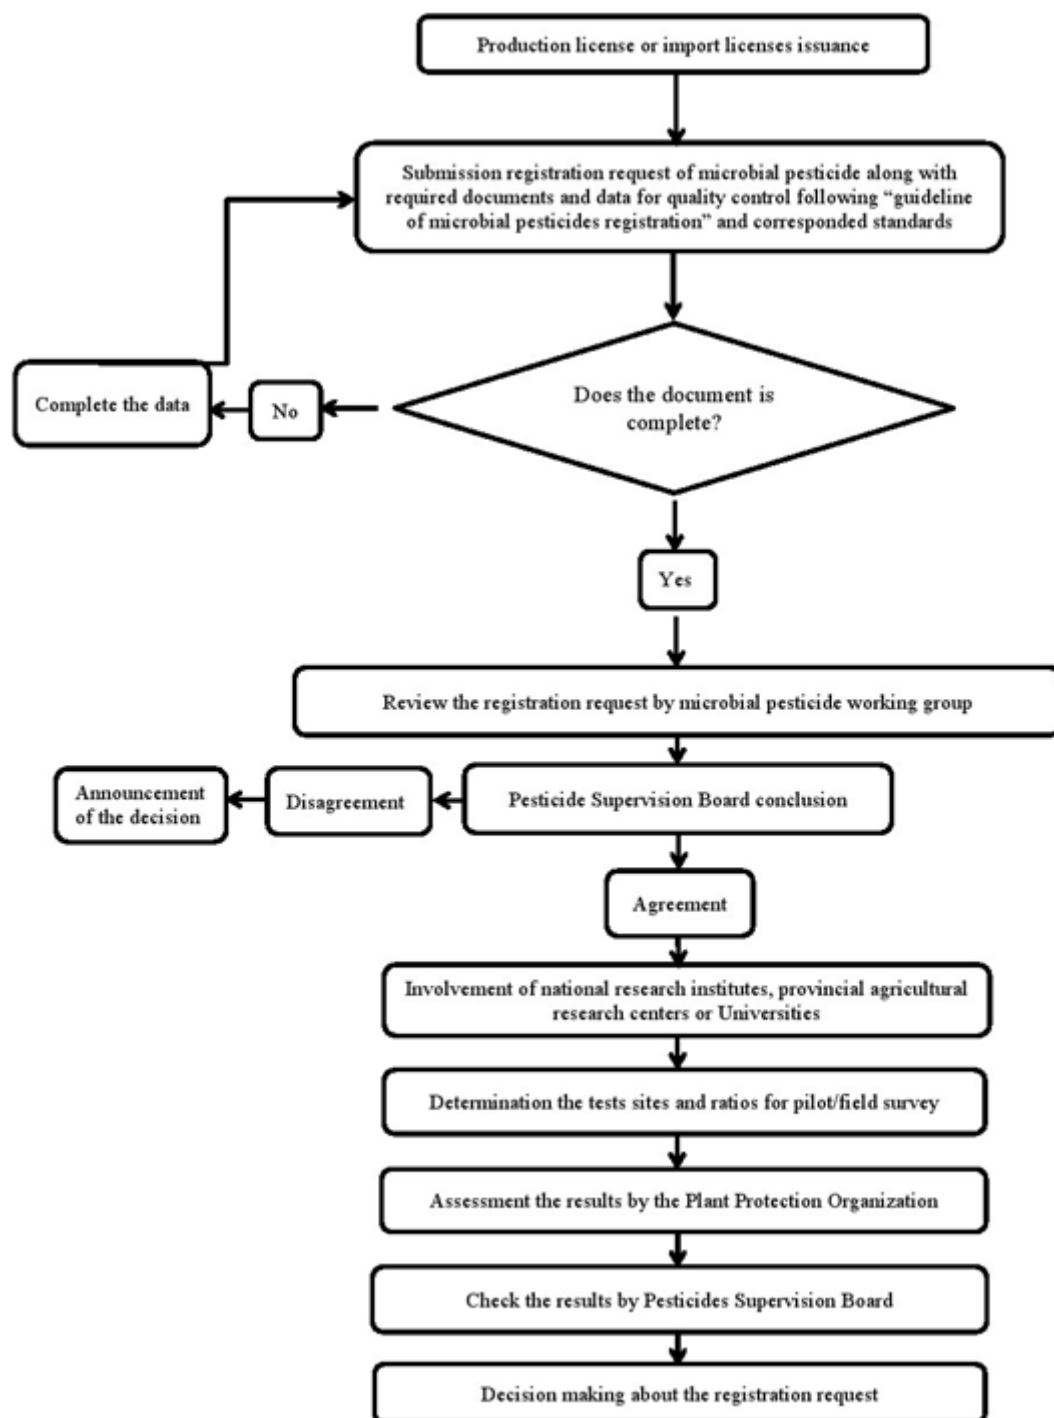 Production license or import licenses issuance
Submission registration request of microbial pesticide along with
required documents and data for quality control following “guideline
of microbial pesticides registration” and corresponded standards
Does the document is
complete?
No
Complete the data
Yes
Review the registration request by microbial pesticide working group
Pesticide Supervision Board conclusion
Disagreement
Announcement
of the decision
Agreement
Involvement of national research institutes, provincial agricultural
research centers or Universities
Determination the tests sites and ratios for pilot/field survey
Assessment the results by the Plant Protection Organization
Check the results by Pesticides Supervision Board
Decision making about the registration request